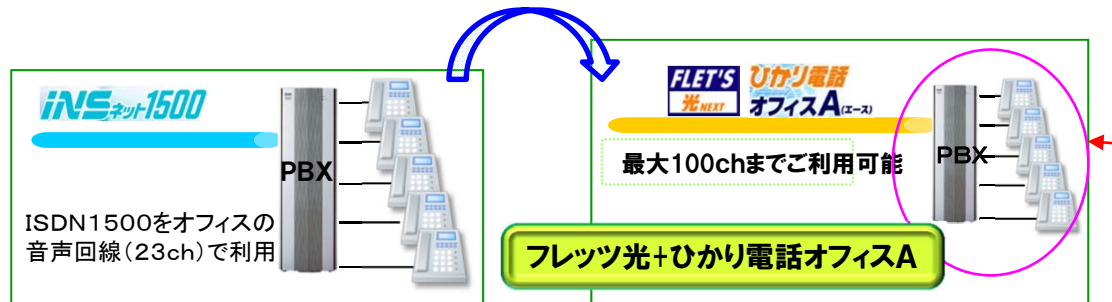 INSネット1500
PBX
ISDN1500をオフィスの
音声回線(23ch)で利用
FLET'S
光NEXT
ひかり電話
オフィスA(エース)
最大100chまでご利用可能
PBX
フレッツ光+ひかり電話オフィスA